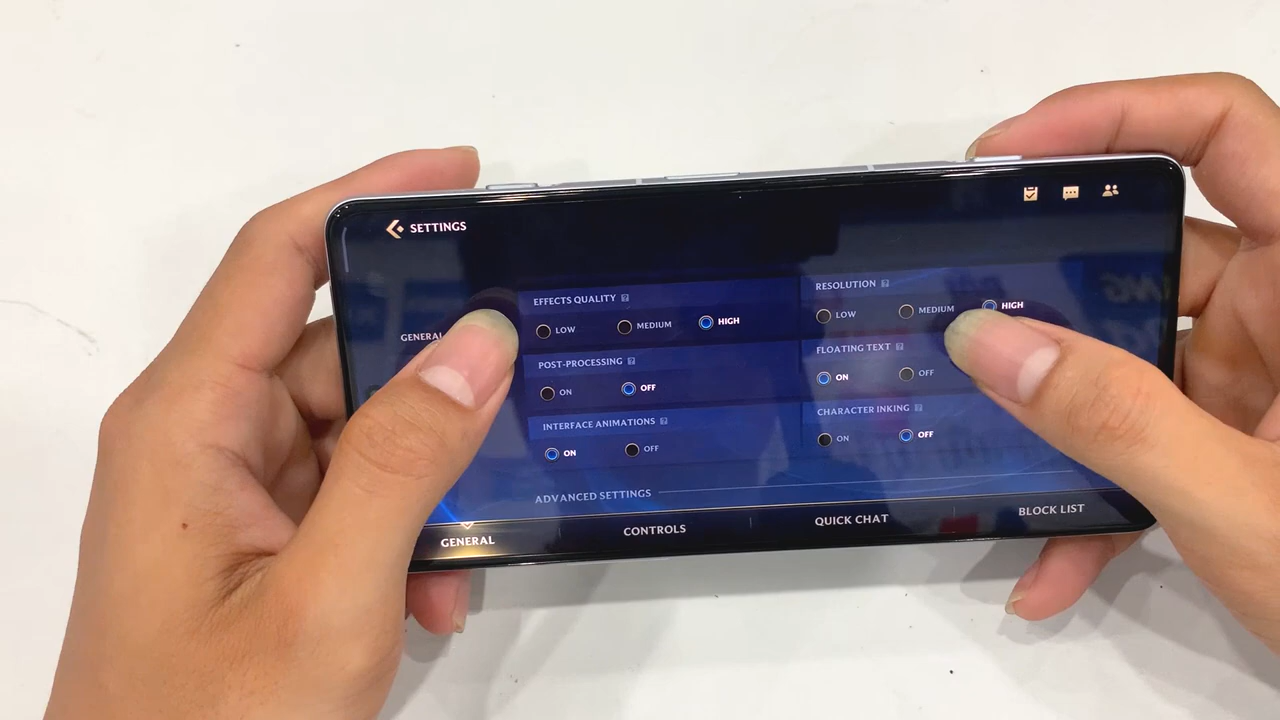 SETTINGS
GENERAL
EFFECTS QUALITY ?
LOW MEDIUM HIGH
POST-PROCESSING ?
ON OFF
INTERFACE ANIMATIONS ?
ON OFF
RESOLUTION ?
LOW MEDIUM HIGH
FLOATING TEXT ?
ON OFF
CHARACTER INKING ?
ON OFF
ADVANCED SETTINGS
GENERAL CONTROLS QUICK CHAT BLOCK LIST